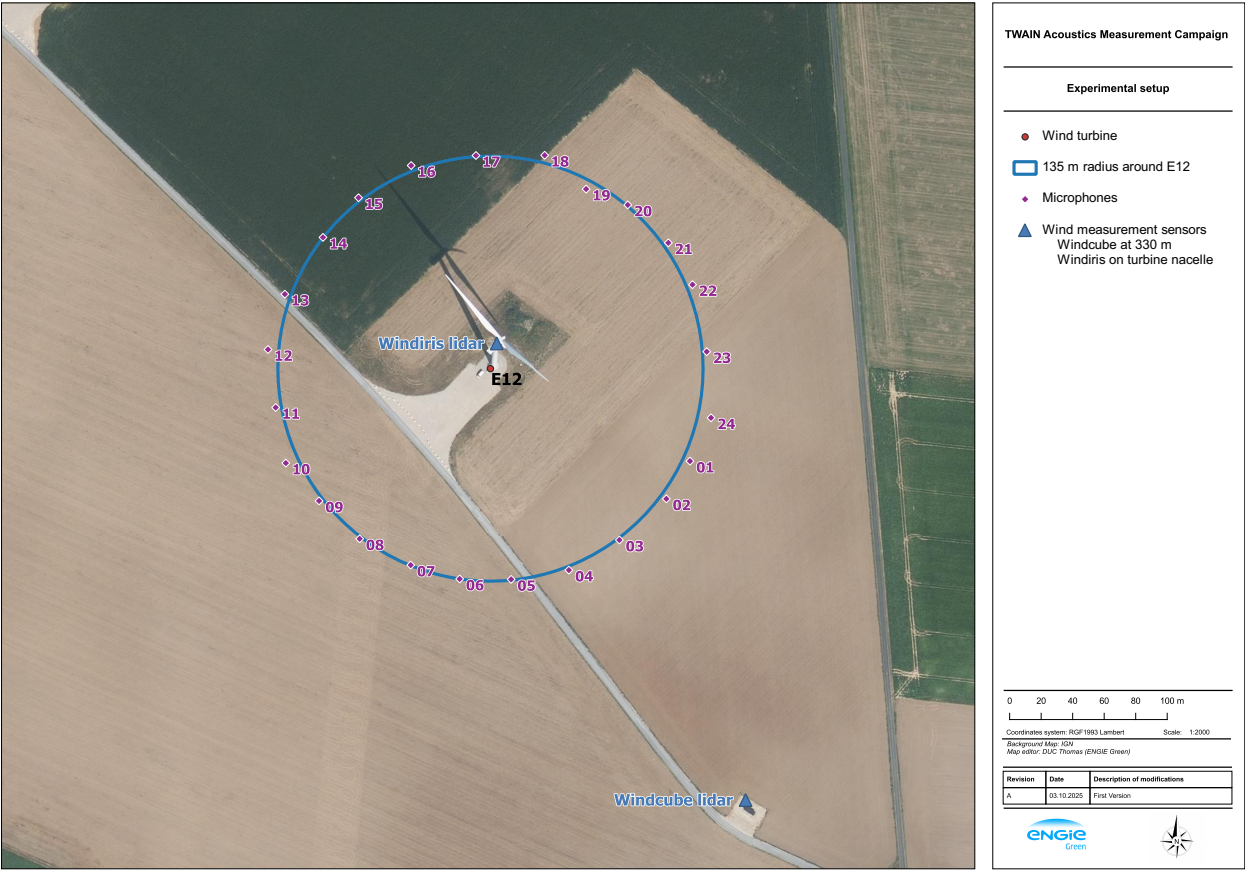 TWAIN Acoustics Measurement Campaign
Experimental setup
Wind turbine
135 m radius around E12
Microphones
Wind measurement sensors
Windcube at 330 m
Windiris on turbine nacelle
17
18
16
19
15
20
14
21
22
13
Windiris lidar
12
23
E12
11
24
10
01
09
02
08
03
07
04
06
05
Windcube lidar
0 20 40 60 80 100 m
Coordinates system: RGF1993 Lambert Scale: 1:2000
Background Map: IGN
Map editor: DUC Thomas (ENGIE Green)
Revision Date Description of modifications
A 03.10.2025 First Version
ENGIE
Green
N